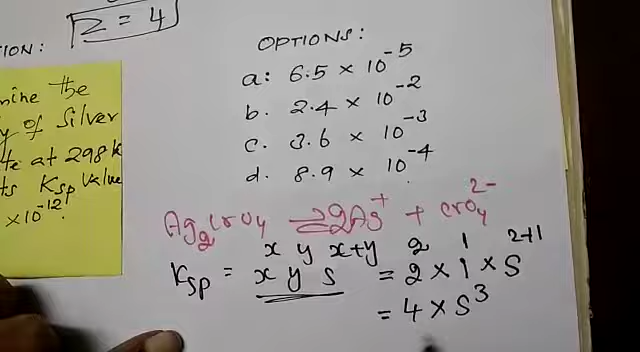 Z = 4
ION:
mine the
y of Silver
te at 298k
ts Ksp value
×10^-12.
OPTIONS:
a: 6.5 × 10^-5
b. 2.4 × 10^-2
c. 3.6 × 10^-3
d. 8.9 × 10^-4
Ag2CrO4 ⇌ 2Ag+ + CrO4^2-
Ksp = x^x y^y s^x+y = 2^2 × 1^1 × S^2+1
= 4 × S^3